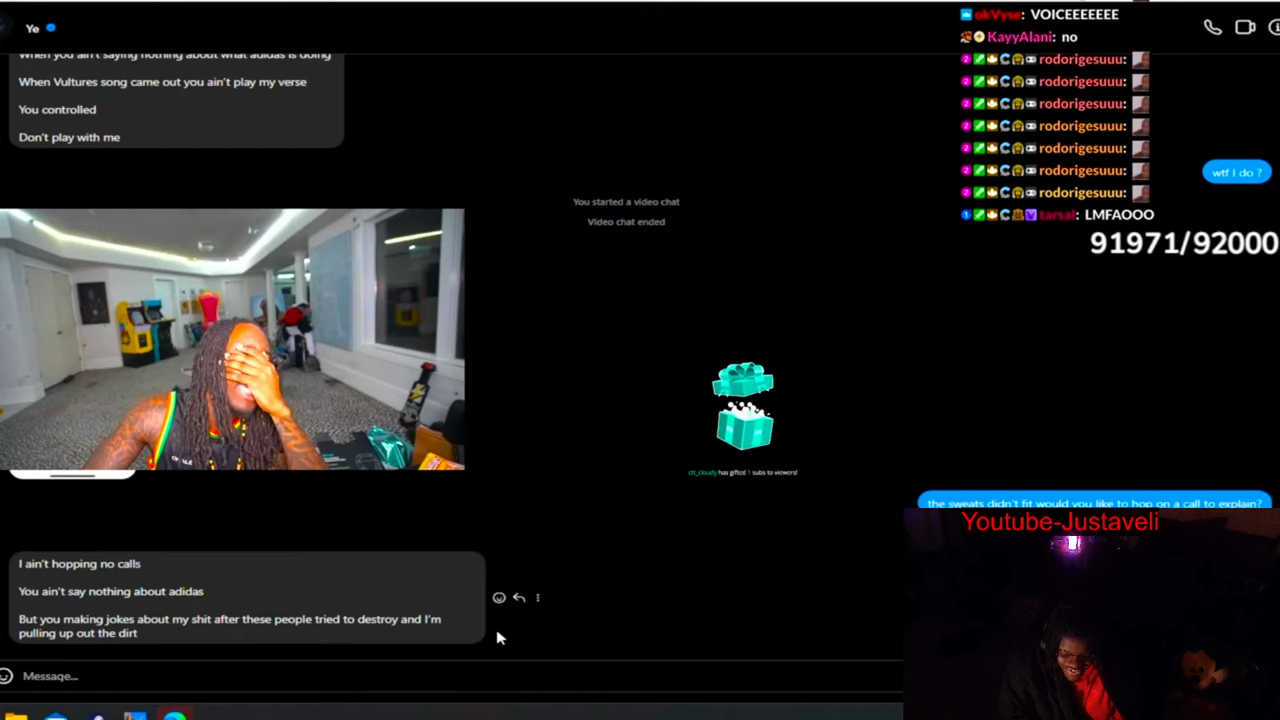 Ye
When you ain't saying nothing about what adidas is doing
When Vultures song came out you ain't play my verse
You controlled
Don't play with me
okVyse: VOICEEEEEEE
KayyAlani: no
rodorigesuuu:
rodorigesuuu:
rodorigesuuu:
rodorigesuuu:
rodorigesuuu:
rodorigesuuu:
rodorigesuuu:
tarsal: LMFAOOO
wtf I do ?
91971/92000
You started a video chat
Video chat ended
ctt_cloudy has gifted 1 subs to viewers!
the sweats didn't fit would you like to hop on a call to explain?
Youtube-Justaveli
I ain't hopping no calls
You ain't say nothing about adidas
But you making jokes about my shit after these people tried to destroy and I'm
pulling up out the dirt
Message...